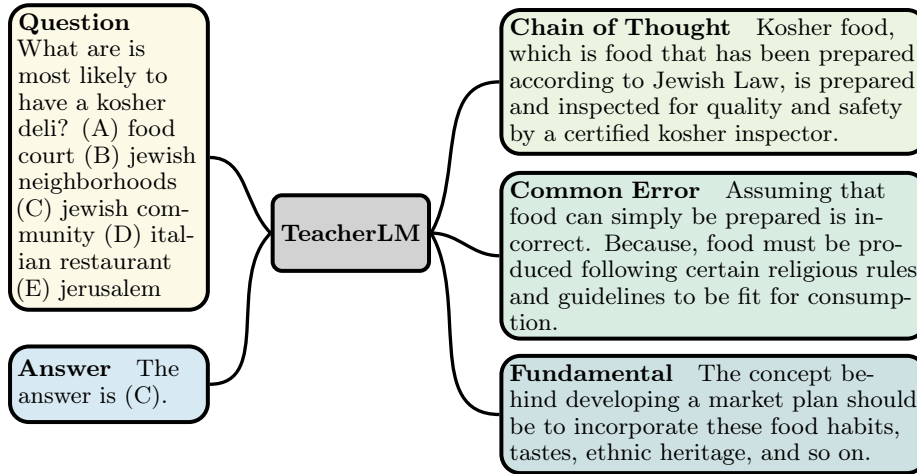 Question
What are is
most likely to
have a kosher
deli? (A) food
court (B) jewish
neighborhoods
(C) jewish com-
munity (D) ital-
ian restaurant
(E) jerusalem
Answer The
answer is (C).
TeacherLM
Chain of Thought Kosher food,
which is food that has been prepared
according to Jewish Law, is prepared
and inspected for quality and safety
by a certified kosher inspector.
Common Error Assuming that
food can simply be prepared is in-
correct. Because, food must be pro-
duced following certain religious rules
and guidelines to be fit for consump-
tion.
Fundamental The concept be-
hind developing a market plan should
be to incorporate these food habits,
tastes, ethnic heritage, and so on.